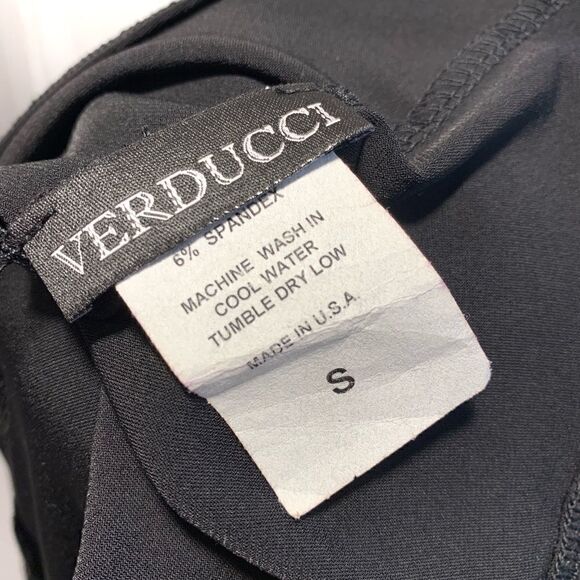 VERDUCCI
6% SPANDEX
MACHINE WASH IN
COOL WATER
TUMBLE DRY LOW
MADE IN U.S.A.
S